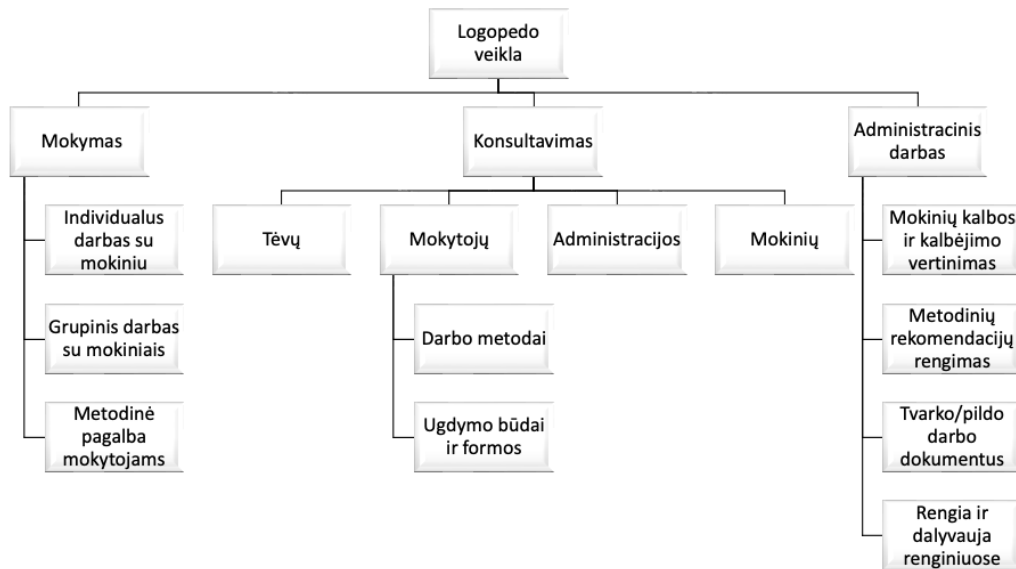 Logopedo
veikla
Mokymas
Individualus
darbas su
mokiniu
Grupinis darbas
su mokiniais
Metodinė
pagalba
mokytojams
Konsultavimas
Tėvų
Mokytojų
Darbo metodai
Ugdymo būdai
ir formos
Administracijos
Mokinių
Administracinis
darbas
Mokinių kalbos
ir kalbėjimo
vertinimas
Metodinių
rekomendacijų
rengimas
Tvarko/pildo
darbo
dokumentus
Rengia ir
dalyvauja
renginiuose